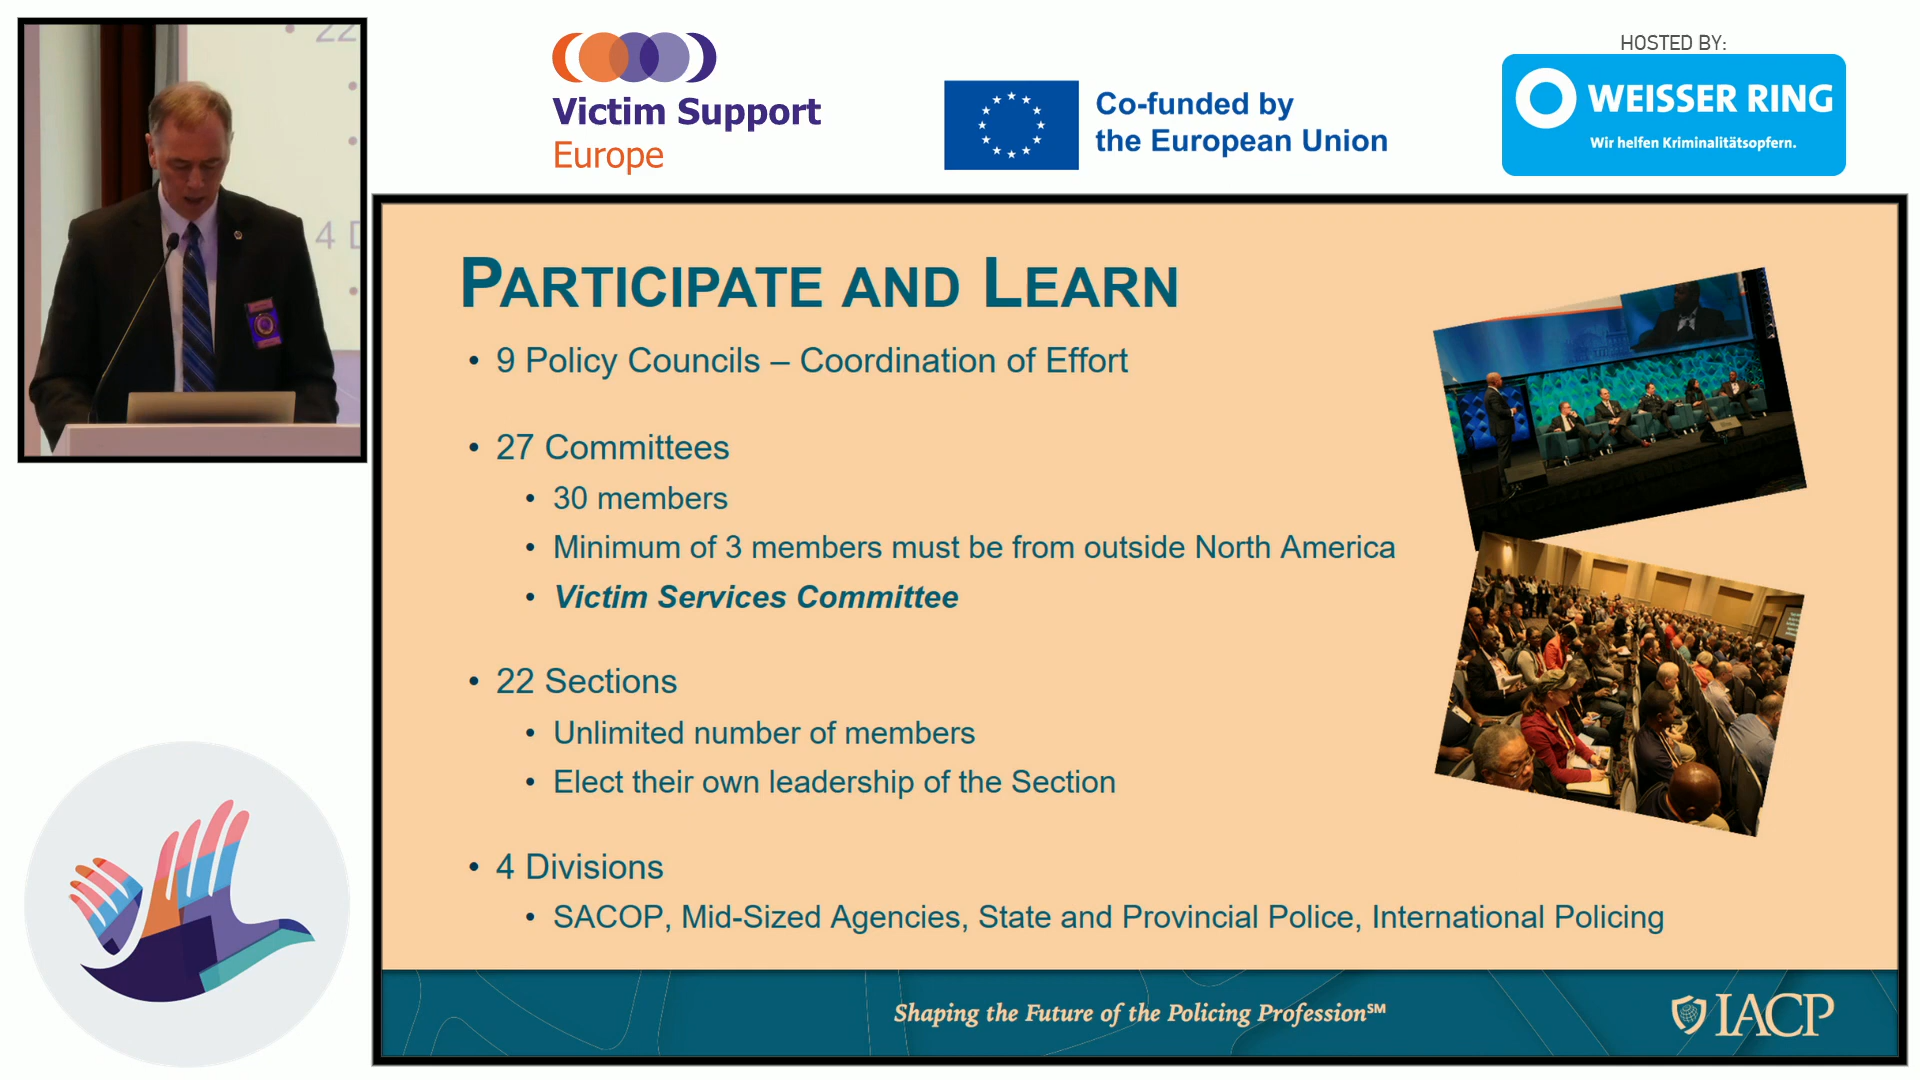 22
4 D
Victim Support
Europe
Co-funded by
the European Union
HOSTED BY:
WEISSER RING
Wir helfen Kriminalitätsopfern.
PARTICIPATE AND LEARN
• 9 Policy Councils – Coordination of Effort
• 27 Committees
• 30 members
• Minimum of 3 members must be from outside North America
• Victim Services Committee
• 22 Sections
• Unlimited number of members
• Elect their own leadership of the Section
• 4 Divisions
• SACOP, Mid-Sized Agencies, State and Provincial Police, International Policing
Shaping the Future of the Policing Profession℠
IACP